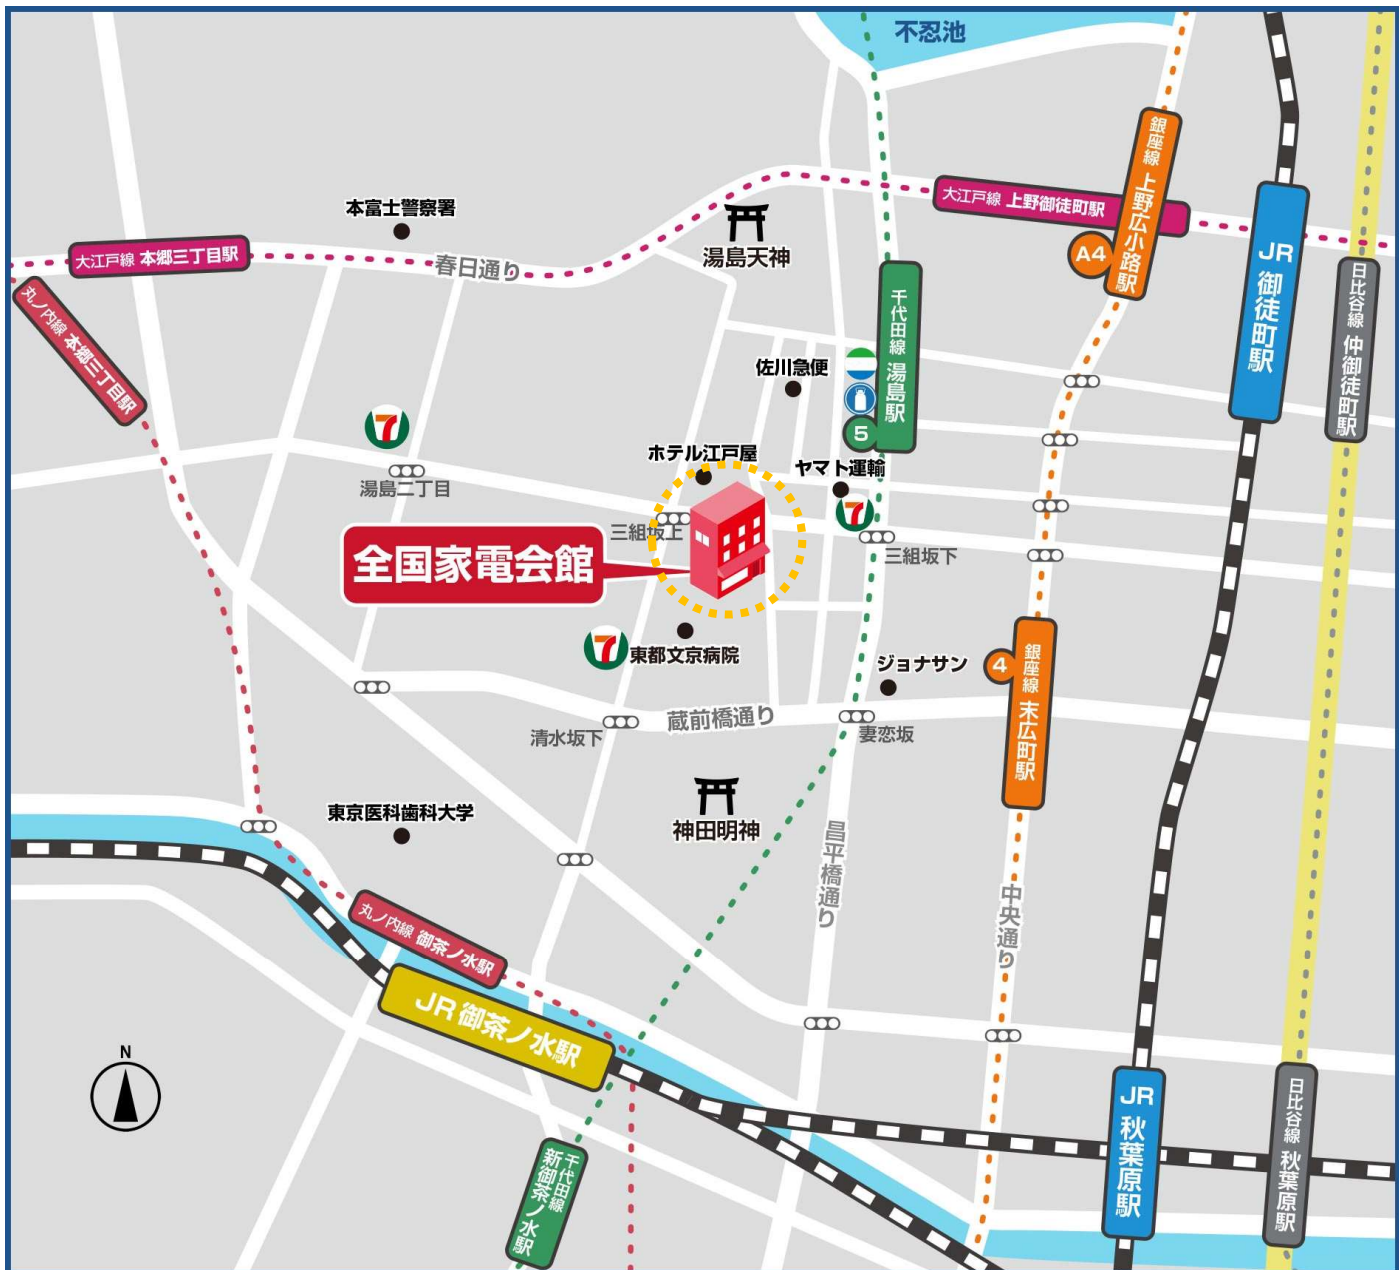 不忍池
銀座線 上野広小路駅
本富士警察署
大江戸線 上野御徒町駅
JR 御徒町駅
湯島天神
A4
大江戸線 本郷三丁目駅
春日通り
丸ノ内線 本郷三丁目駅
千代田線 湯島駅
日比谷線 仲御徒町駅
佐川急便
7
5
ホテル江戸屋
ヤマト運輸
湯島二丁目
7
三組坂上
三組坂下
全国家電会館
7
東都文京病院
ジョナサン
4
銀座線 末広町駅
蔵前橋通り
清水坂下
妻恋坂
東京医科歯科大学
神田明神
昌平橋通り
中央通り
丸ノ内線 御茶ノ水駅
JR 御茶ノ水駅
N
JR 秋葉原駅
日比谷線 秋葉原駅
千代田線
新御茶ノ水駅